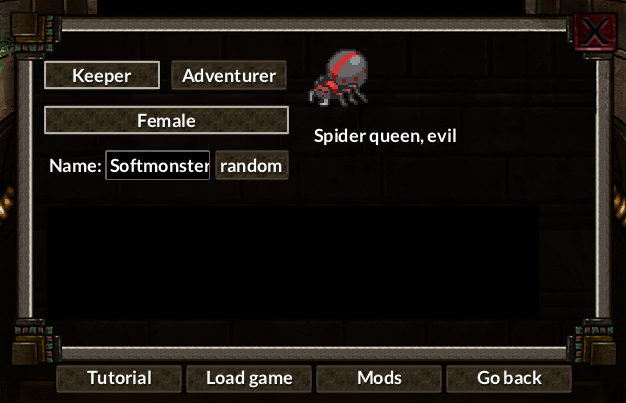 Keeper Adventurer
Female
Spider queen, evil
Name: Softmonster random
Tutorial Load game Mods Go back